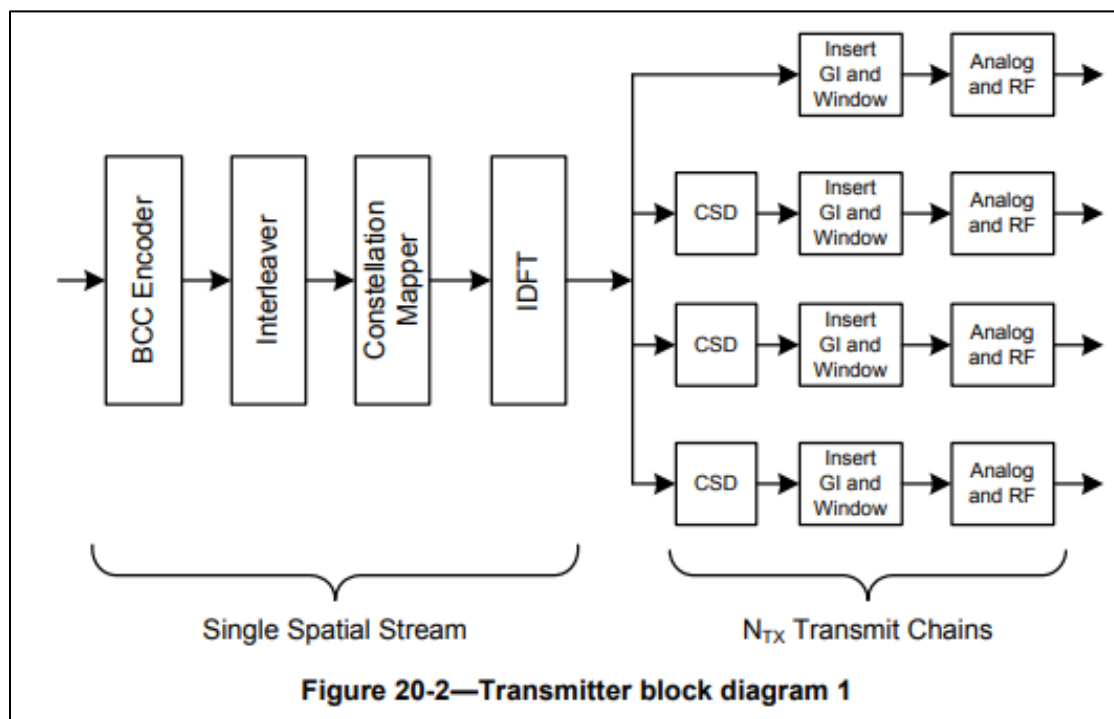 BCC Encoder
Interleaver
Constellation
Mapper
IDFT
Insert
GI and
Window
Analog
and RF
CSD
Insert
GI and
Window
Analog
and RF
CSD
Insert
GI and
Window
Analog
and RF
CSD
Insert
GI and
Window
Analog
and RF
Single Spatial Stream
N_TX Transmit Chains
Figure 20-2—Transmitter block diagram 1